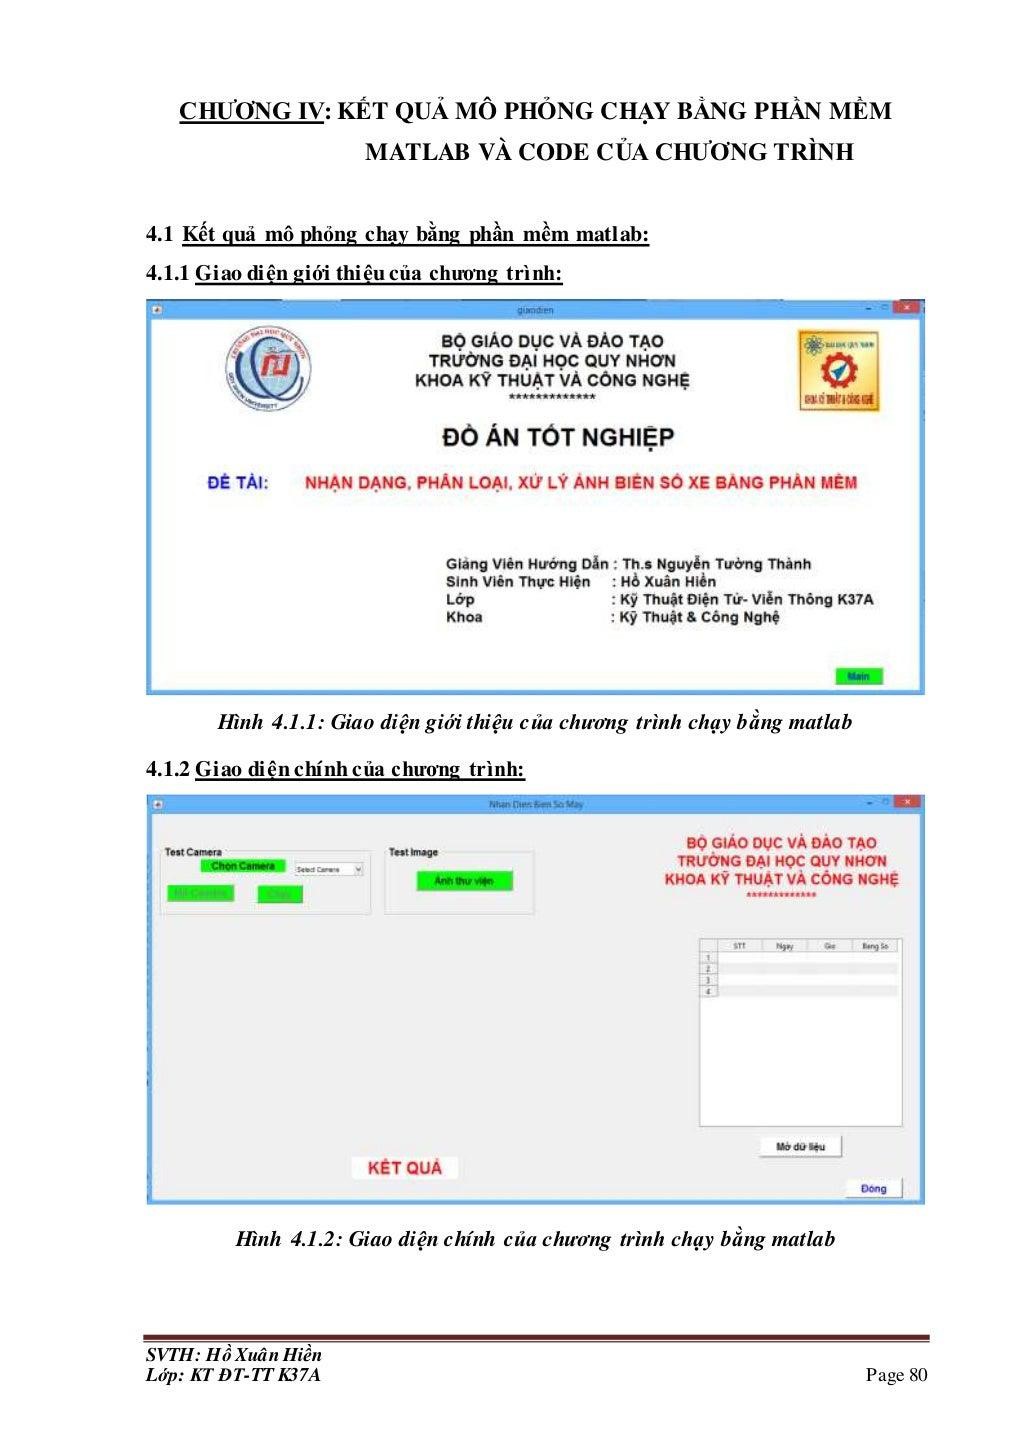 CHƯƠNG IV: KẾT QUẢ MÔ PHỎNG CHẠY BẰNG PHẦN MỀM
MATLAB VÀ CODE CỦA CHƯƠNG TRÌNH
4.1 Kết quả mô phỏng chạy bằng phần mềm matlab:
4.1.1 Giao diện giới thiệu của chương trình:
giaodien
BỘ GIÁO DỤC VÀ ĐÀO TẠO
TRƯỜNG ĐẠI HỌC QUY NHƠN
KHOA KỸ THUẬT VÀ CÔNG NGHỆ
*************
ĐỒ ÁN TỐT NGHIỆP
ĐỀ TÀI: NHẬN DẠNG, PHÂN LOẠI, XỬ LÝ ẢNH BIỂN SỐ XE BẰNG PHẦN MỀM
Giảng Viên Hướng Dẫn : Th.s Nguyễn Tường Thành
Sinh Viên Thực Hiện : Hồ Xuân Hiền
Lớp : Kỹ Thuật Điện Tử- Viễn Thông K37A
Khoa : Kỹ Thuật & Công Nghệ
Main
Hình 4.1.1: Giao diện giới thiệu của chương trình chạy bằng matlab
4.1.2 Giao diện chính của chương trình:
Nhan Dien Bien So May
BỘ GIÁO DỤC VÀ ĐÀO TẠO
TRƯỜNG ĐẠI HỌC QUY NHƠN
KHOA KỸ THUẬT VÀ CÔNG NGHỆ
*************
Test Camera
Chọn Camera
Select Camera
Test Image
Ảnh thư viện
STT Ngay Gio Bang So
1
2
3
4
Mở dữ liệu
KẾT QUẢ
Đóng
Hình 4.1.2: Giao diện chính của chương trình chạy bằng matlab
SVTH: Hồ Xuân Hiền
Lớp: KT ĐT-TT K37A
Page 80